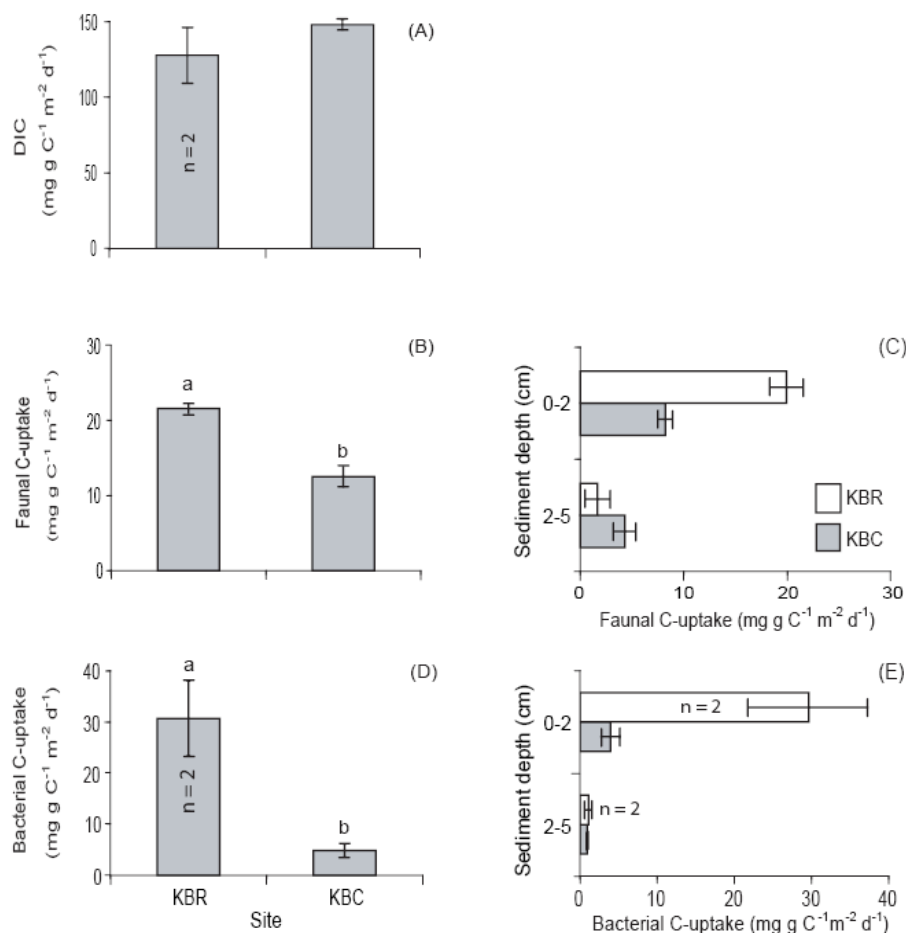 (A)
DIC
(mg g C⁻¹ m⁻² d⁻¹)
150
100
50
0
n = 2
(B)
Faunal C-uptake
(mg g C⁻¹ m⁻² d⁻¹)
30
20
10
0
a
b
(C)
Sediment depth (cm)
0-2
2-5
KBR
KBC
0 10 20 30
Faunal C-uptake (mg g C⁻¹ m⁻² d⁻¹)
(D)
Bacterial C-uptake
(mg g C⁻¹ m⁻² d⁻¹)
40
30
20
10
0
a
n = 2
b
KBR KBC
Site
(E)
Sediment depth (cm)
0-2
2-5
n = 2
n = 2
0 10 20 30 40
Bacterial C-uptake (mg g C⁻¹m⁻² d⁻¹)